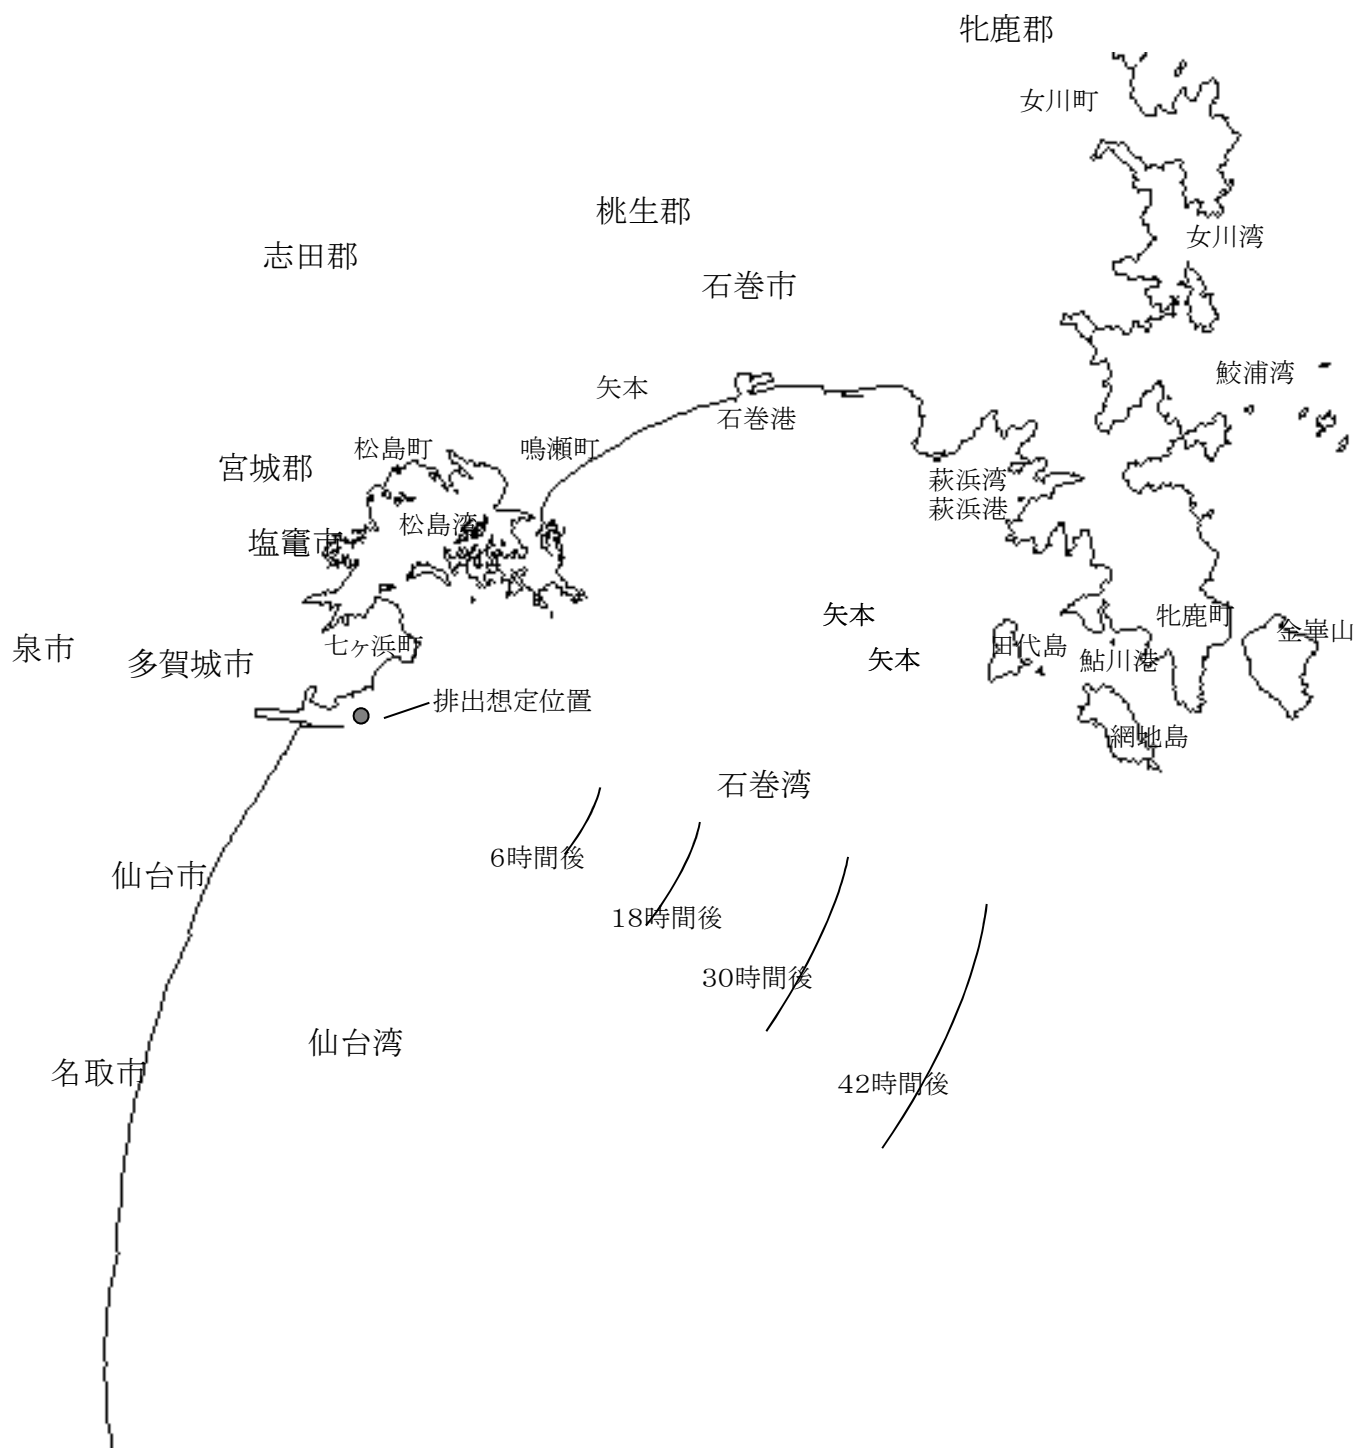 牡鹿郡
女川町
桃生郡
女川湾
志田郡
石巻市
鮫浦湾
矢本
石巻港
松島町
鳴瀬町
宮城郡
萩浜湾
萩浜港
松島湾
塩竈市
矢本
牡鹿町
金崋山
泉市
多賀城市
七ヶ浜町
矢本
田代島
鮎川港
排出想定位置
網地島
石巻湾
6時間後
仙台市
18時間後
30時間後
仙台湾
名取市
42時間後